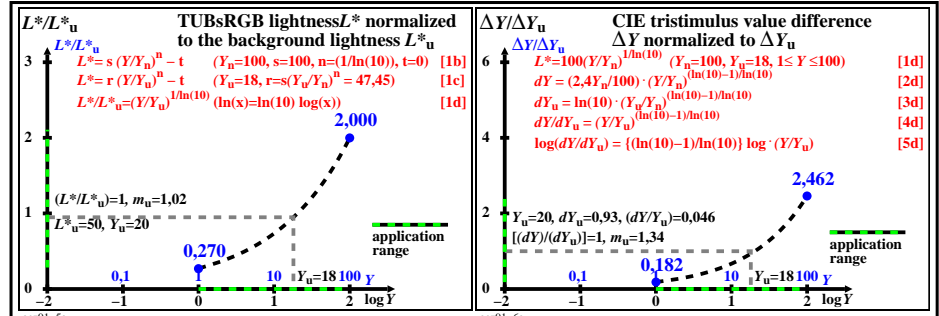 L*/L*u
TUBsRGB lightness L* normalized
to the background lightness L*u
L*/L*u
L*= s (Y/Yn)^n – t (Yn=100, s=100, n=(1/ln(10)), t=0) [1b]
L*= r (Y/Yu)^n – t (Yu=18, r=s(Yu/Yn)^n = 47,45) [1c]
L*/L*u=(Y/Yu)^1/ln(10) (ln(x)=ln(10) log(x)) [1d]
3
2
1
0
2,000
(L*/L*u)=1, mu=1,02
L*u=50, Yu=20
application
range
0,270
0,1 1 10 Yu=18 100 Y
–2 –1 0 1 2 log Y
ΔY/ΔYu
CIE tristimulus value difference
ΔY normalized to ΔYu
ΔY/ΔYu
L*=100(Y/Yn)^1/ln(10) (Yn=100, Yu=18, 1≤ Y ≤100) [1d]
dY = (2,4Yn/100) · (Y/Yn)^(ln(10)–1)/ln(10) [2d]
dYu = ln(10) · (Yu/Yn)^(ln(10)–1)/ln(10) [3d]
dY/dYu = (Y/Yu)^(ln(10)–1)/ln(10) [4d]
log(dY/dYu) = {(ln(10)–1)/ln(10)} log · (Y/Yu) [5d]
6
4
2
0
2,462
Yu=20, dYu=0,93, (dY/Yu)=0,046
[(dY)/(dYu)]=1, mu=1,34
application
range
0,182
0,1 1 10 Yu=18 100 Y
–2 –1 0 1 2 log Y